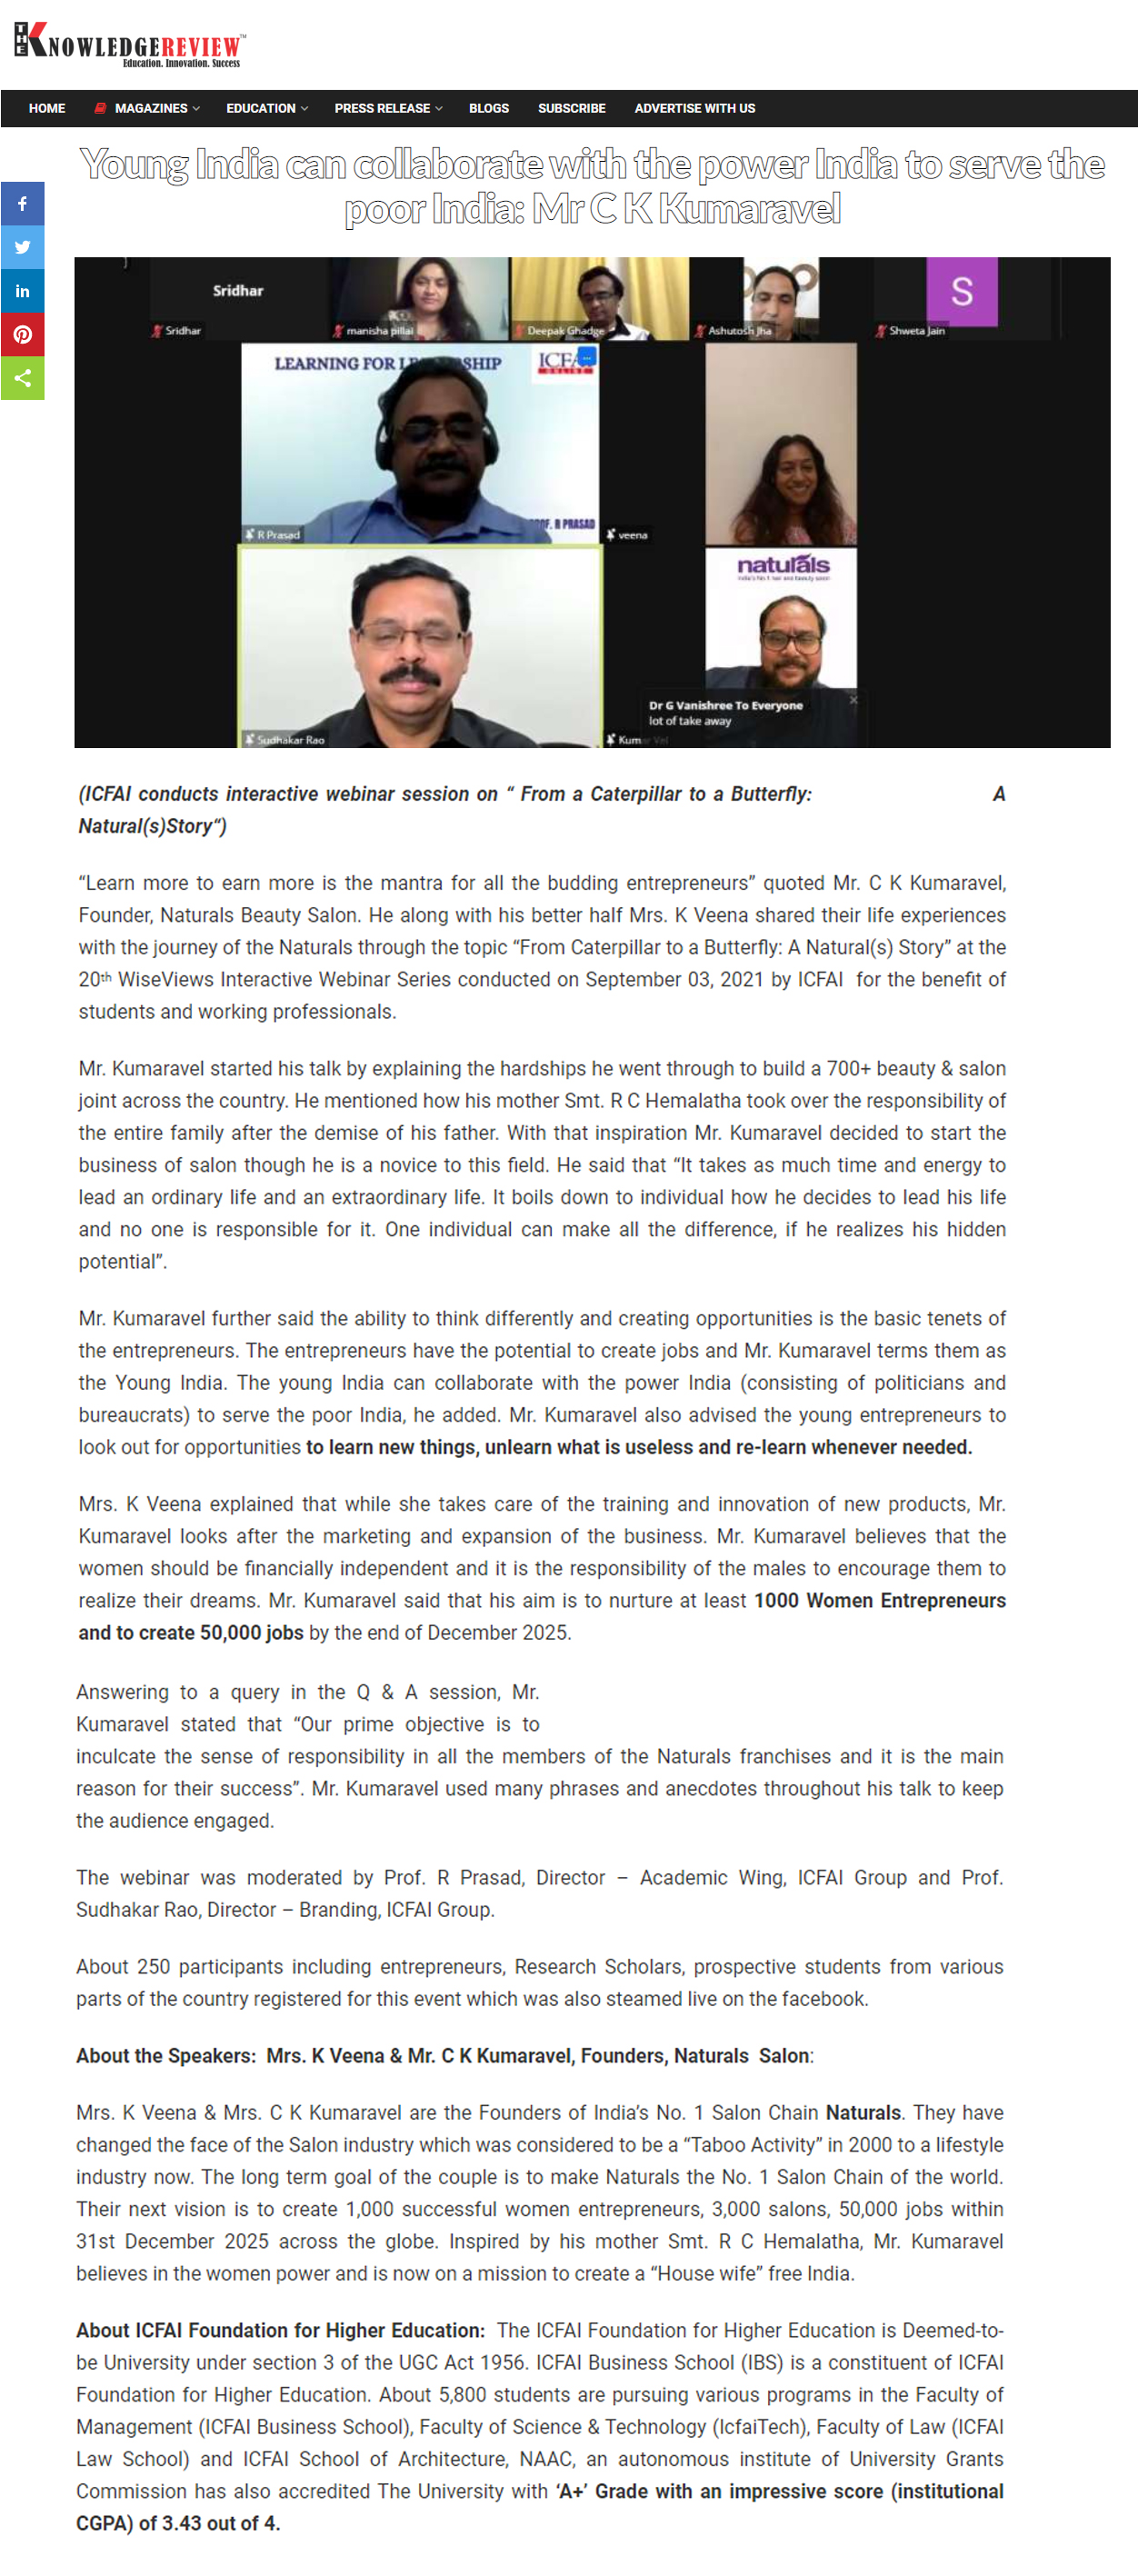 THE KNOWLEDGEREVIEW™
Education. Innovation. Success
HOME MAGAZINES EDUCATION PRESS RELEASE BLOGS SUBSCRIBE ADVERTISE WITH US
Young India can collaborate with the power India to serve the
poor India: Mr C K Kumaravel
Sridhar
Sridhar
manisha pillai
Deepak Ghadge
Ashutosh Jha
S
Shweta Jain
LEARNING FOR SHIP
ICFAI
ONLINE
PROF. R PRASAD
R Prasad
veena
naturals
India's No.1 hair and beauty salon
Dr G Vanishree To Everyone
lot of take away
Sudhakar Rao
Kumar Vel
(ICFAI conducts interactive webinar session on “ From a Caterpillar to a Butterfly: A
Natural(s)Story“)
“Learn more to earn more is the mantra for all the budding entrepreneurs” quoted Mr. C K Kumaravel,
Founder, Naturals Beauty Salon. He along with his better half Mrs. K Veena shared their life experiences
with the journey of the Naturals through the topic “From Caterpillar to a Butterfly: A Natural(s) Story” at the
20th WiseViews Interactive Webinar Series conducted on September 03, 2021 by ICFAI for the benefit of
students and working professionals.
Mr. Kumaravel started his talk by explaining the hardships he went through to build a 700+ beauty & salon
joint across the country. He mentioned how his mother Smt. R C Hemalatha took over the responsibility of
the entire family after the demise of his father. With that inspiration Mr. Kumaravel decided to start the
business of salon though he is a novice to this field. He said that “It takes as much time and energy to
lead an ordinary life and an extraordinary life. It boils down to individual how he decides to lead his life
and no one is responsible for it. One individual can make all the difference, if he realizes his hidden
potential”.
Mr. Kumaravel further said the ability to think differently and creating opportunities is the basic tenets of
the entrepreneurs. The entrepreneurs have the potential to create jobs and Mr. Kumaravel terms them as
the Young India. The young India can collaborate with the power India (consisting of politicians and
bureaucrats) to serve the poor India, he added. Mr. Kumaravel also advised the young entrepreneurs to
look out for opportunities to learn new things, unlearn what is useless and re-learn whenever needed.
Mrs. K Veena explained that while she takes care of the training and innovation of new products, Mr.
Kumaravel looks after the marketing and expansion of the business. Mr. Kumaravel believes that the
women should be financially independent and it is the responsibility of the males to encourage them to
realize their dreams. Mr. Kumaravel said that his aim is to nurture at least 1000 Women Entrepreneurs
and to create 50,000 jobs by the end of December 2025.
Answering to a query in the Q & A session, Mr.
Kumaravel stated that “Our prime objective is to
inculcate the sense of responsibility in all the members of the Naturals franchises and it is the main
reason for their success”. Mr. Kumaravel used many phrases and anecdotes throughout his talk to keep
the audience engaged.
The webinar was moderated by Prof. R Prasad, Director – Academic Wing, ICFAI Group and Prof.
Sudhakar Rao, Director – Branding, ICFAI Group.
About 250 participants including entrepreneurs, Research Scholars, prospective students from various
parts of the country registered for this event which was also steamed live on the facebook.
About the Speakers: Mrs. K Veena & Mr. C K Kumaravel, Founders, Naturals Salon:
Mrs. K Veena & Mrs. C K Kumaravel are the Founders of India’s No. 1 Salon Chain Naturals. They have
changed the face of the Salon industry which was considered to be a “Taboo Activity” in 2000 to a lifestyle
industry now. The long term goal of the couple is to make Naturals the No. 1 Salon Chain of the world.
Their next vision is to create 1,000 successful women entrepreneurs, 3,000 salons, 50,000 jobs within
31st December 2025 across the globe. Inspired by his mother Smt. R C Hemalatha, Mr. Kumaravel
believes in the women power and is now on a mission to create a “House wife” free India.
About ICFAI Foundation for Higher Education: The ICFAI Foundation for Higher Education is Deemed-to-
be University under section 3 of the UGC Act 1956. ICFAI Business School (IBS) is a constituent of ICFAI
Foundation for Higher Education. About 5,800 students are pursuing various programs in the Faculty of
Management (ICFAI Business School), Faculty of Science & Technology (IcfaiTech), Faculty of Law (ICFAI
Law School) and ICFAI School of Architecture, NAAC, an autonomous institute of University Grants
Commission has also accredited The University with ‘A+’ Grade with an impressive score (institutional
CGPA) of 3.43 out of 4.